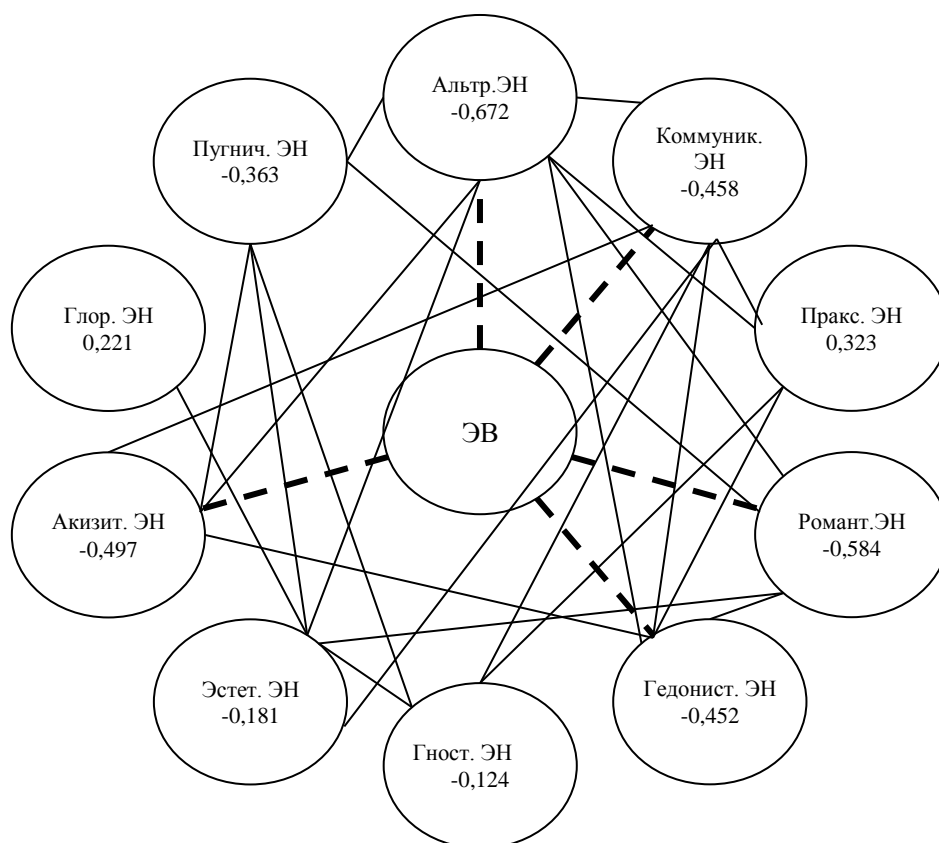 Альтр.ЭН
-0,672
Коммуник.
ЭН
-0,458
Пугнич. ЭН
-0,363
Глор. ЭН
0,221
Пракс. ЭН
0,323
ЭВ
Акизит. ЭН
-0,497
Романт.ЭН
-0,584
Эстет. ЭН
-0,181
Гедонист. ЭН
-0,452
Гност. ЭН
-0,124